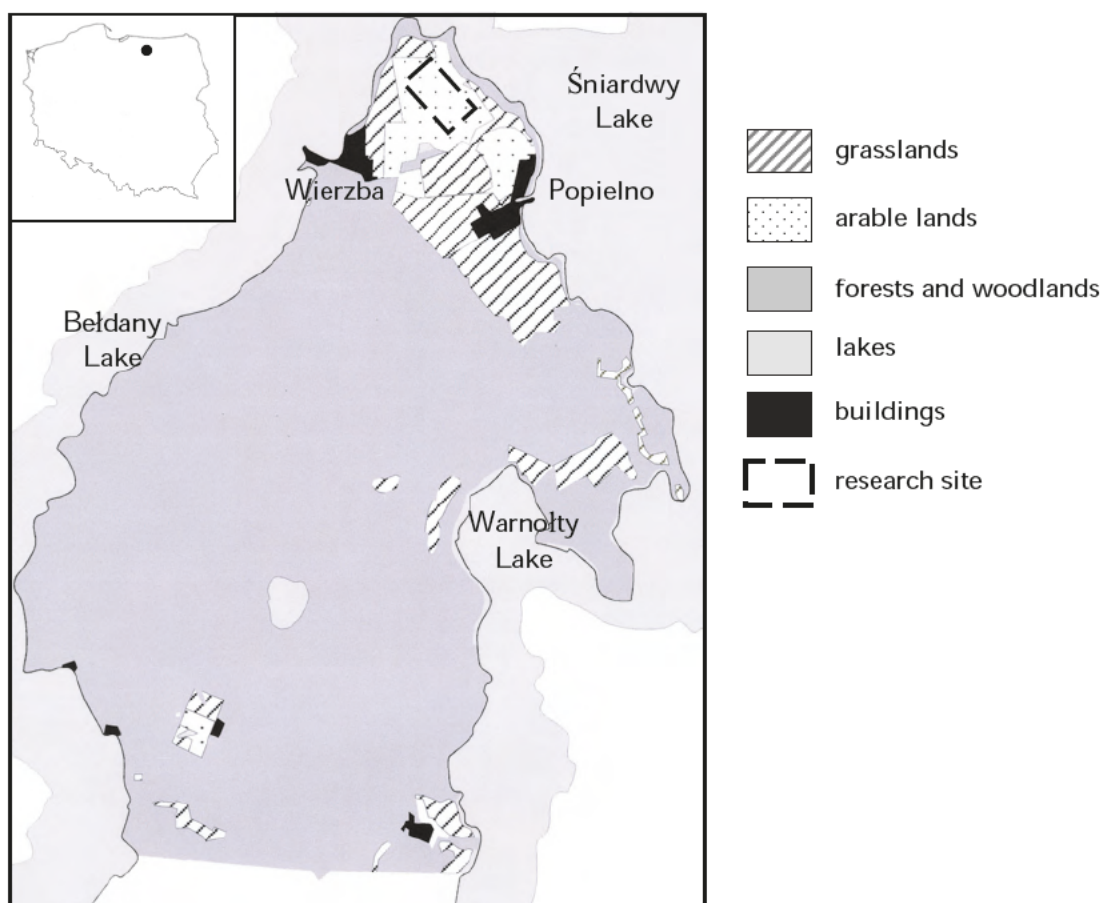 Śniardwy
Lake
Wierzba
Popielno
Bełdany
Lake
Warnołty
Lake
grasslands
arable lands
forests and woodlands
lakes
buildings
research site